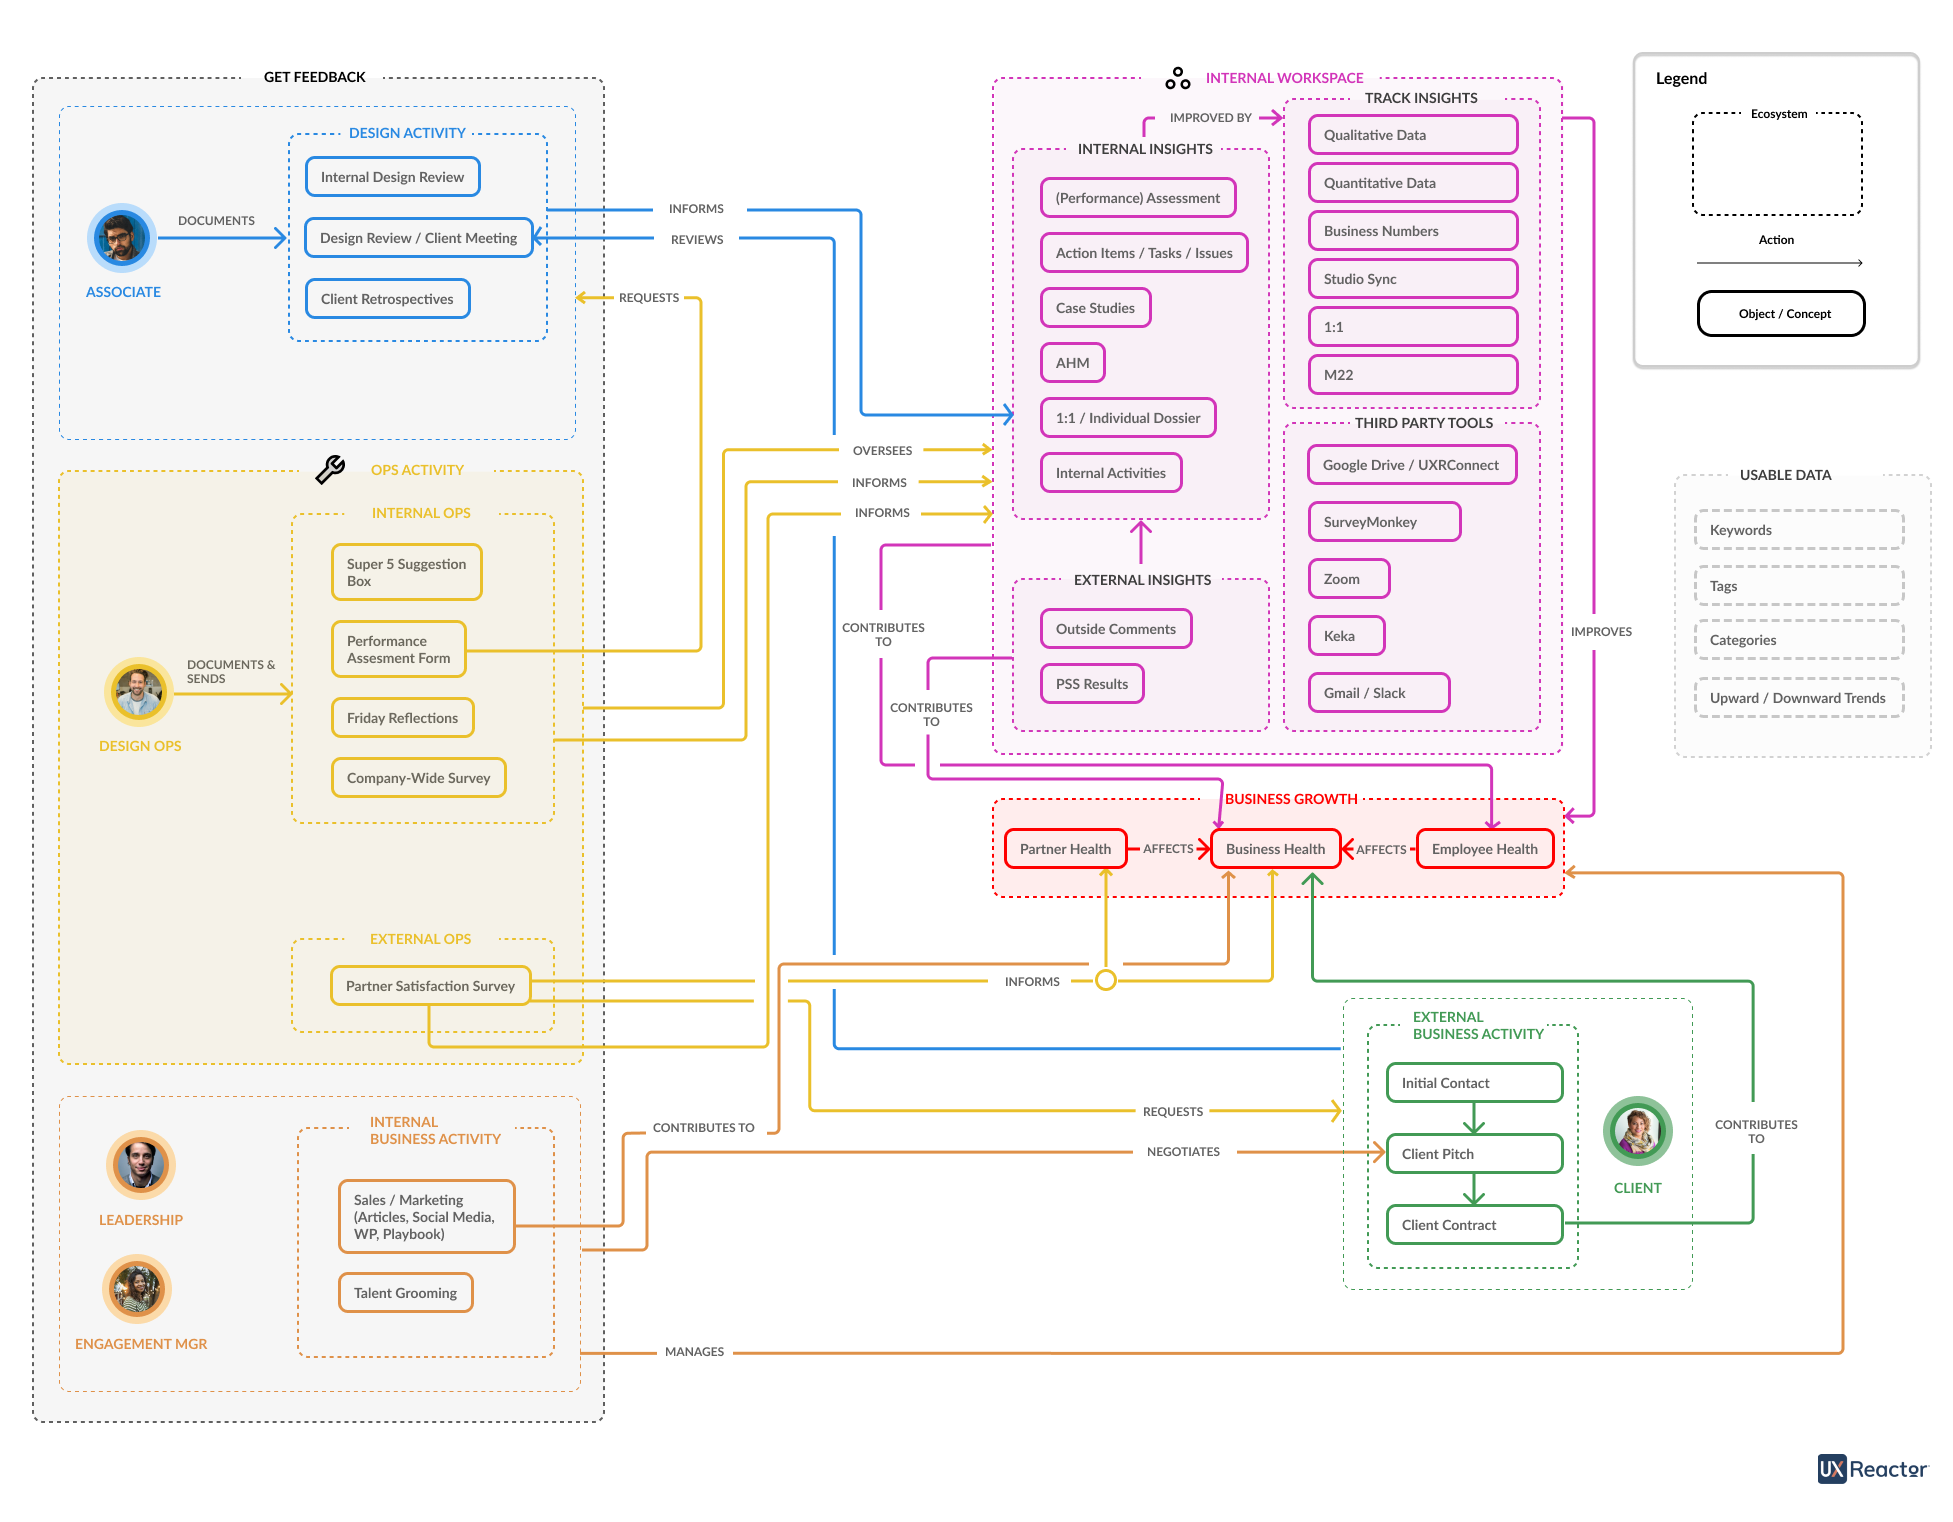 GET FEEDBACK
DESIGN ACTIVITY
Internal Design Review
DOCUMENTS
Design Review / Client Meeting
ASSOCIATE
Client Retrospectives
INFORMS
REVIEWS
REQUESTS
OPS ACTIVITY
INTERNAL OPS
Super 5 Suggestion
Box
Performance
Assesment Form
DOCUMENTS &
SENDS
Friday Reflections
DESIGN OPS
Company-Wide Survey
EXTERNAL OPS
Partner Satisfaction Survey
OVERSEES
INFORMS
INFORMS
INTERNAL
BUSINESS ACTIVITY
LEADERSHIP
Sales / Marketing
(Articles, Social Media,
WP, Playbook)
Talent Grooming
ENGAGEMENT MGR
CONTRIBUTES TO
MANAGES
INTERNAL WORKSPACE
IMPROVED BY
INTERNAL INSIGHTS
(Performance) Assessment
Action Items / Tasks / Issues
Case Studies
AHM
1:1 / Individual Dossier
Internal Activities
EXTERNAL INSIGHTS
Outside Comments
PSS Results
TRACK INSIGHTS
Qualitative Data
Quantitative Data
Business Numbers
Studio Sync
1:1
M22
THIRD PARTY TOOLS
Google Drive / UXRConnect
SurveyMonkey
Zoom
Keka
Gmail / Slack
CONTRIBUTES
TO
CONTRIBUTES
TO
IMPROVES
BUSINESS GROWTH
Partner Health
AFFECTS
Business Health
AFFECTS
Employee Health
INFORMS
REQUESTS
NEGOTIATES
EXTERNAL
BUSINESS ACTIVITY
Initial Contact
Client Pitch
Client Contract
CLIENT
CONTRIBUTES
TO
Legend
Ecosystem
Action
Object / Concept
USABLE DATA
Keywords
Tags
Categories
Upward / Downward Trends
UX Reactor